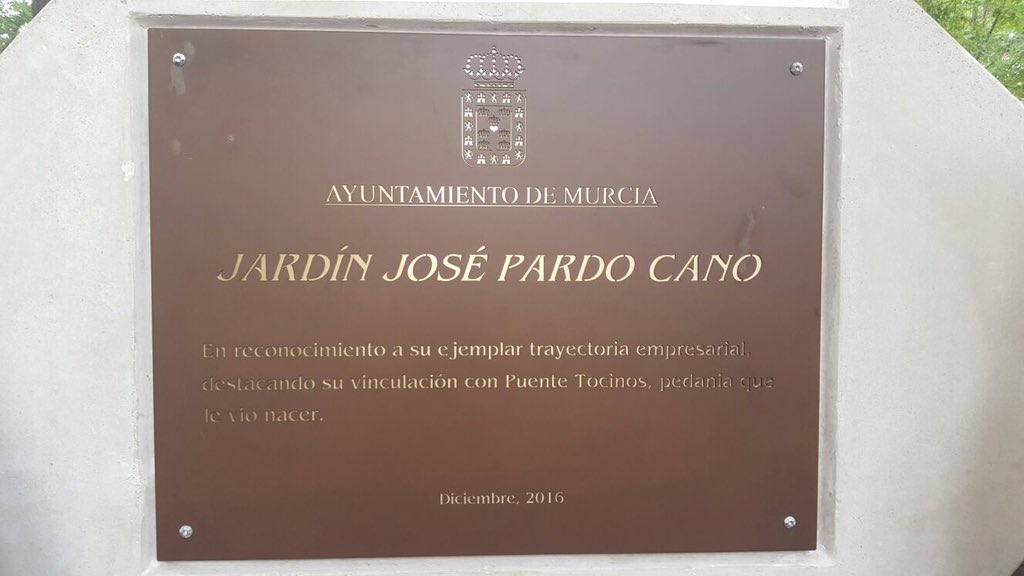 AYUNTAMIENTO DE MURCIA
JARDÍN JOSÉ PARDO CANO
En reconocimiento a su ejemplar trayectoria empresarial,
destacando su vinculación con Puente Tocinos, pedanía que
le vio nacer.
Diciembre, 2016